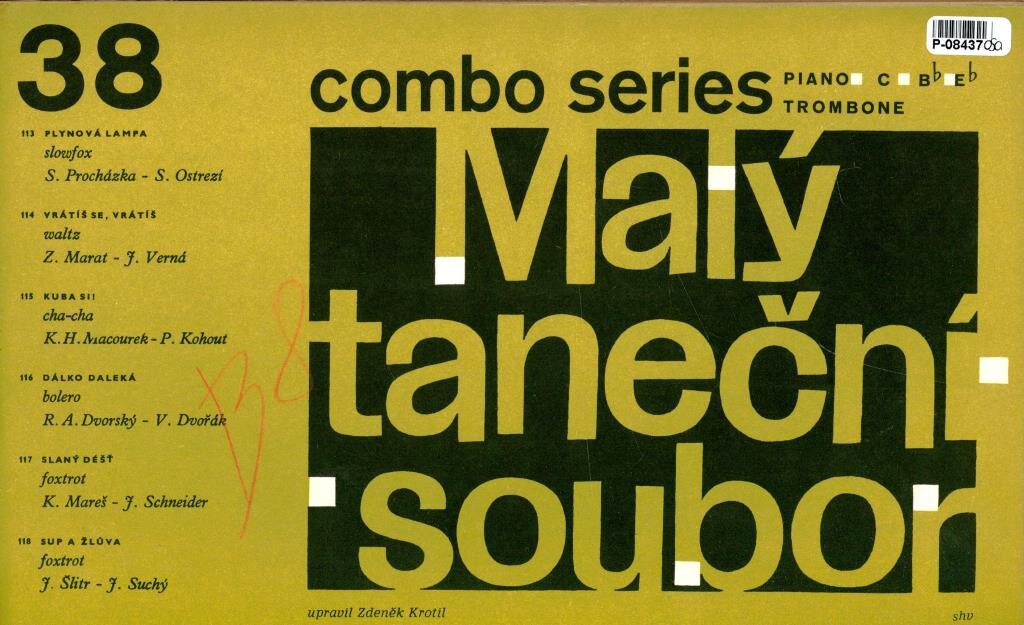 38
113 PLYNOVÁ LAMPA
slowfox
S. Procházka - S. Ostrezí
114 VRÁTÍŠ SE, VRÁTÍŠ
waltz
Z. Marat - J. Verná
115 KUBA SI!
cha-cha
K. H. Macourek - P. Kohout
116 DÁLKO DALEKÁ
bolero
R. A. Dvorský - V. Dvořák
117 SLANÝ DÉŠŤ
foxtrot
K. Mareš - J. Schneider
118 SUP A ŽLUVA
foxtrot
J. Šlitr - J. Suchý
combo series
PIANO C Bb Eb
TROMBONE
P-08437
Malý
taneční
soubor
upravil Zdeněk Krotil
shv